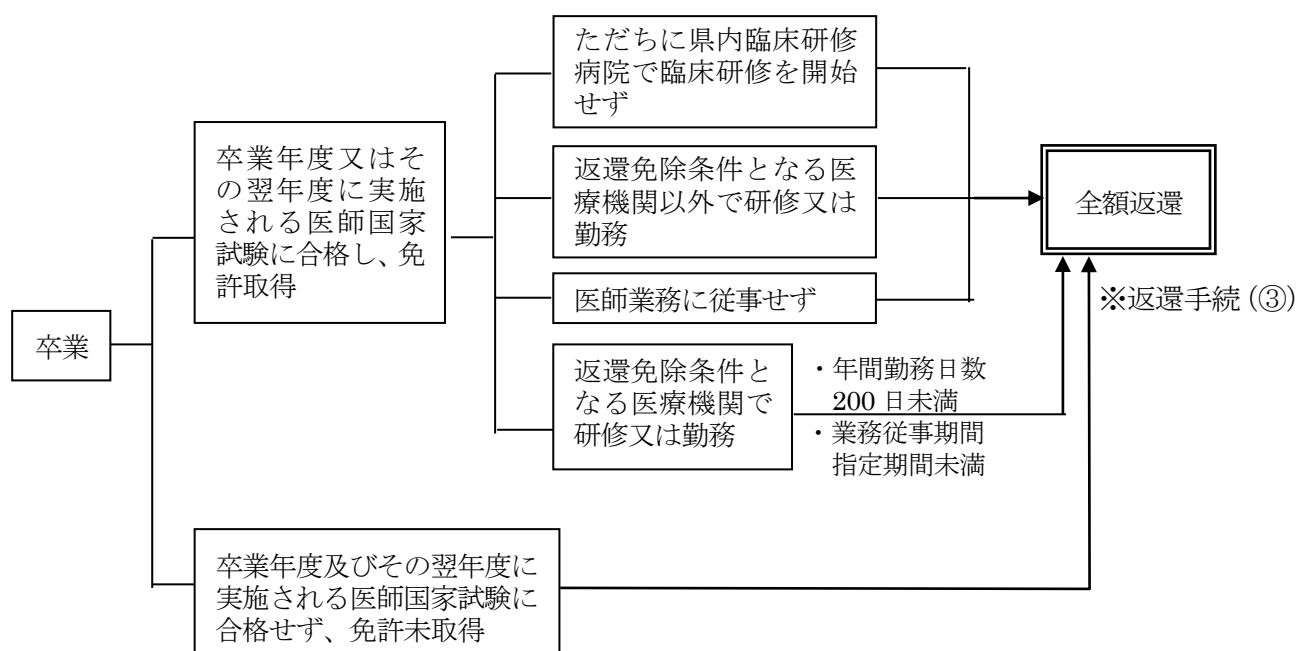 卒業
卒業年度又はそ
の翌年度に実施
される医師国家
試験に合格し、免
許取得
ただちに県内臨床研修
病院で臨床研修を開始
せず
返還免除条件となる医
療機関以外で研修又は
勤務
医師業務に従事せず
返還免除条件と
なる医療機関で
研修又は勤務
・年間勤務日数
200 日未満
・業務従事期間
指定期間未満
全額返還
※返還手続(③)
卒業年度及びその翌年度に
実施される医師国家試験に
合格せず、免許未取得